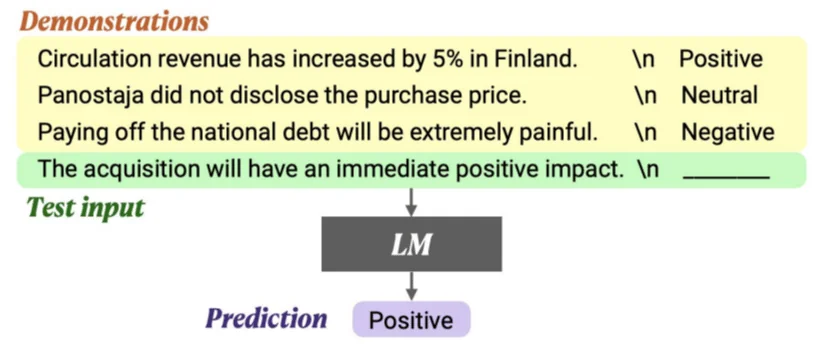 Demonstrations
Circulation revenue has increased by 5% in Finland. \n Positive
Panostaja did not disclose the purchase price. \n Neutral
Paying off the national debt will be extremely painful. \n Negative
The acquisition will have an immediate positive impact. \n ________
Test input
LM
Prediction Positive